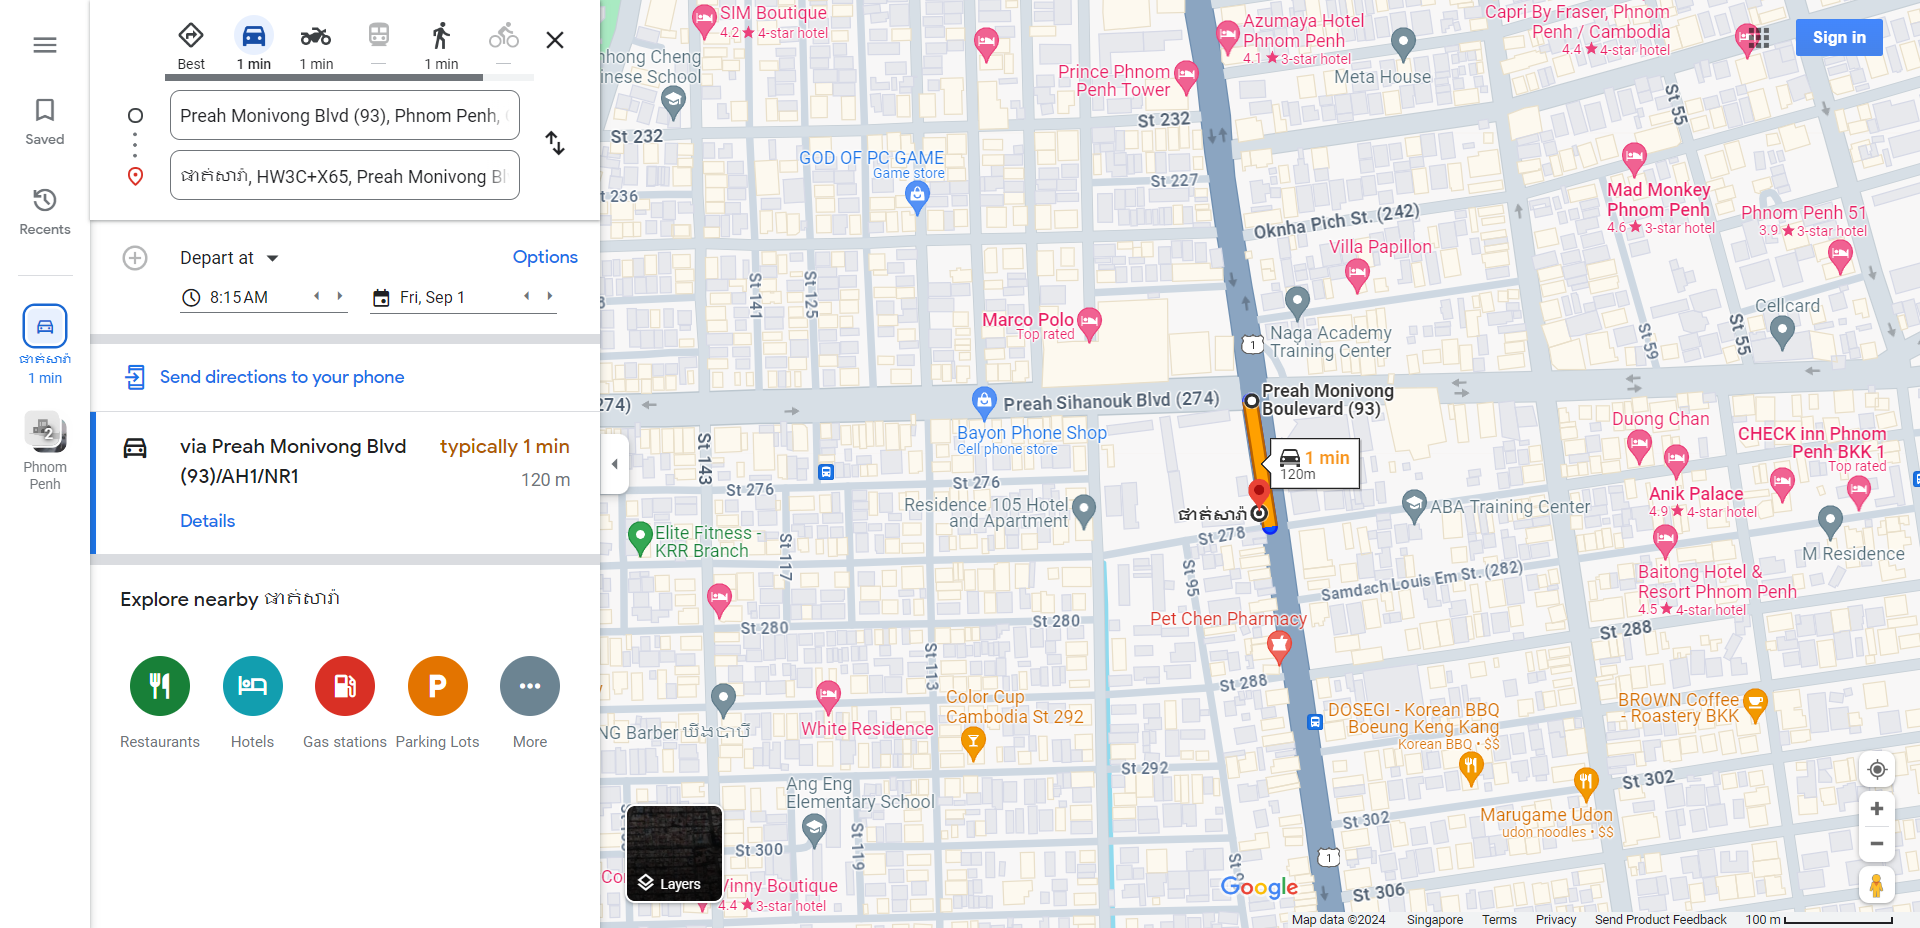 Best
1 min
1 min
—
1 min
—
Preah Monivong Blvd (93), Phnom Penh,
ផាត់សារ៉ា, HW3C+X65, Preah Monivong Bl
Saved
Recents
ផាត់សារ៉ា
1 min
2
Phnom
Penh
Depart at
Options
8:15 AM
Fri, Sep 1
Send directions to your phone
via Preah Monivong Blvd
(93)/AH1/NR1
typically 1 min
120 m
Details
Explore nearby ផាត់សារ៉ា
Restaurants
Hotels
Gas stations
P
Parking Lots
More
SIM Boutique
4.2 ★ 4-star hotel
nhong Cheng
inese School
Azumaya Hotel
Phnom Penh
4.1 ★ 3-star hotel
Meta House
Capri By Fraser, Phnom
Penh / Cambodia
4.4 ★ 4-star hotel
Sign in
Prince Phnom
Penh Tower
St 232
St 232
St 55
GOD OF PC GAME
Game store
St 227
t 236
Mad Monkey
Phnom Penh
4.6 ★ 3-star hotel
Phnom Penh 51
3.9 ★ 3-star hotel
Oknha Pich St. (242)
Villa Papillon
St 141
St 125
Marco Polo
Top rated
Naga Academy
Training Center
Cellcard
St 59
St 55
1
Preah Monivong
Boulevard (93)
274)
Preah Sihanouk Blvd (274)
Bayon Phone Shop
Cell phone store
Duong Chan
CHECK inn Phnom
Penh BKK 1
Top rated
St 143
1 min
120m
St 276
St 276
Residence 105 Hotel
and Apartment
ផាត់សារ៉ា
ABA Training Center
Anik Palace
4.9 ★ 4-star hotel
M Residence
Elite Fitness -
KRR Branch
St 117
St 278
St 95
Samdach Louis Em St. (282)
Baitong Hotel &
Resort Phnom Penh
4.5 ★ 4-star hotel
St 280
St 280
Pet Chen Pharmacy
St 288
St 113
St 288
Color Cup
Cambodia St 292
White Residence
NG Barber ឃីងបាបី
DOSEGI - Korean BBQ
Boeung Keng Kang
Korean BBQ • $$
BROWN Coffee
- Roastery BKK
St 292
St 302
Ang Eng
Elementary School
St 302
Marugame Udon
udon noodles • $$
St 300
St 119
Layers
Vinny Boutique
4.4 ★ 3-star hotel
1
Google
St 306
Map data ©2024
Singapore
Terms
Privacy
Send Product Feedback
100 m